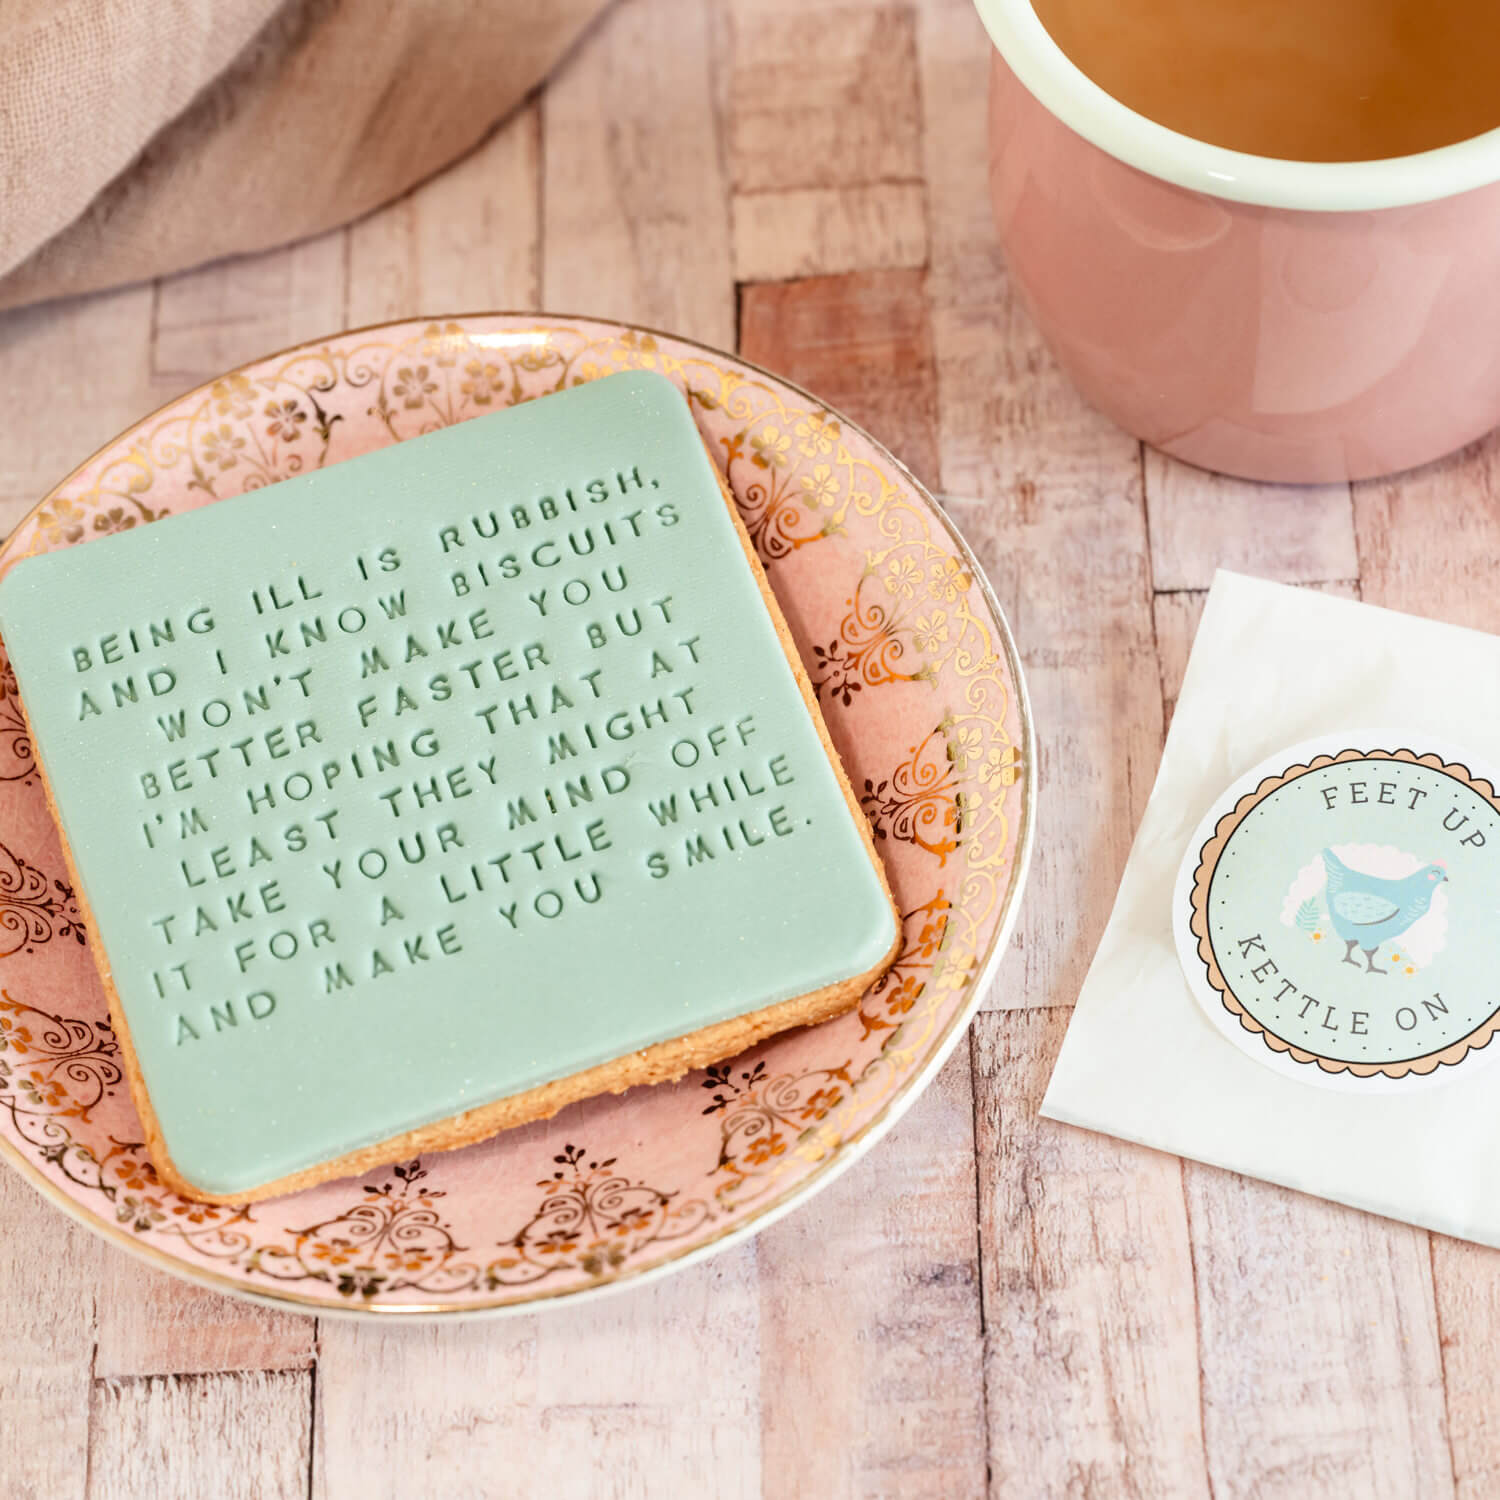 BEING ILL IS RUBBISH,
AND I KNOW BISCUITS
WON'T MAKE YOU
BETTER FASTER BUT
I'M HOPING THAT AT
LEAST THEY MIGHT
TAKE YOUR MIND OFF
IT FOR A LITTLE WHILE
AND MAKE YOU SMILE.
FEET UP
KETTLE ON